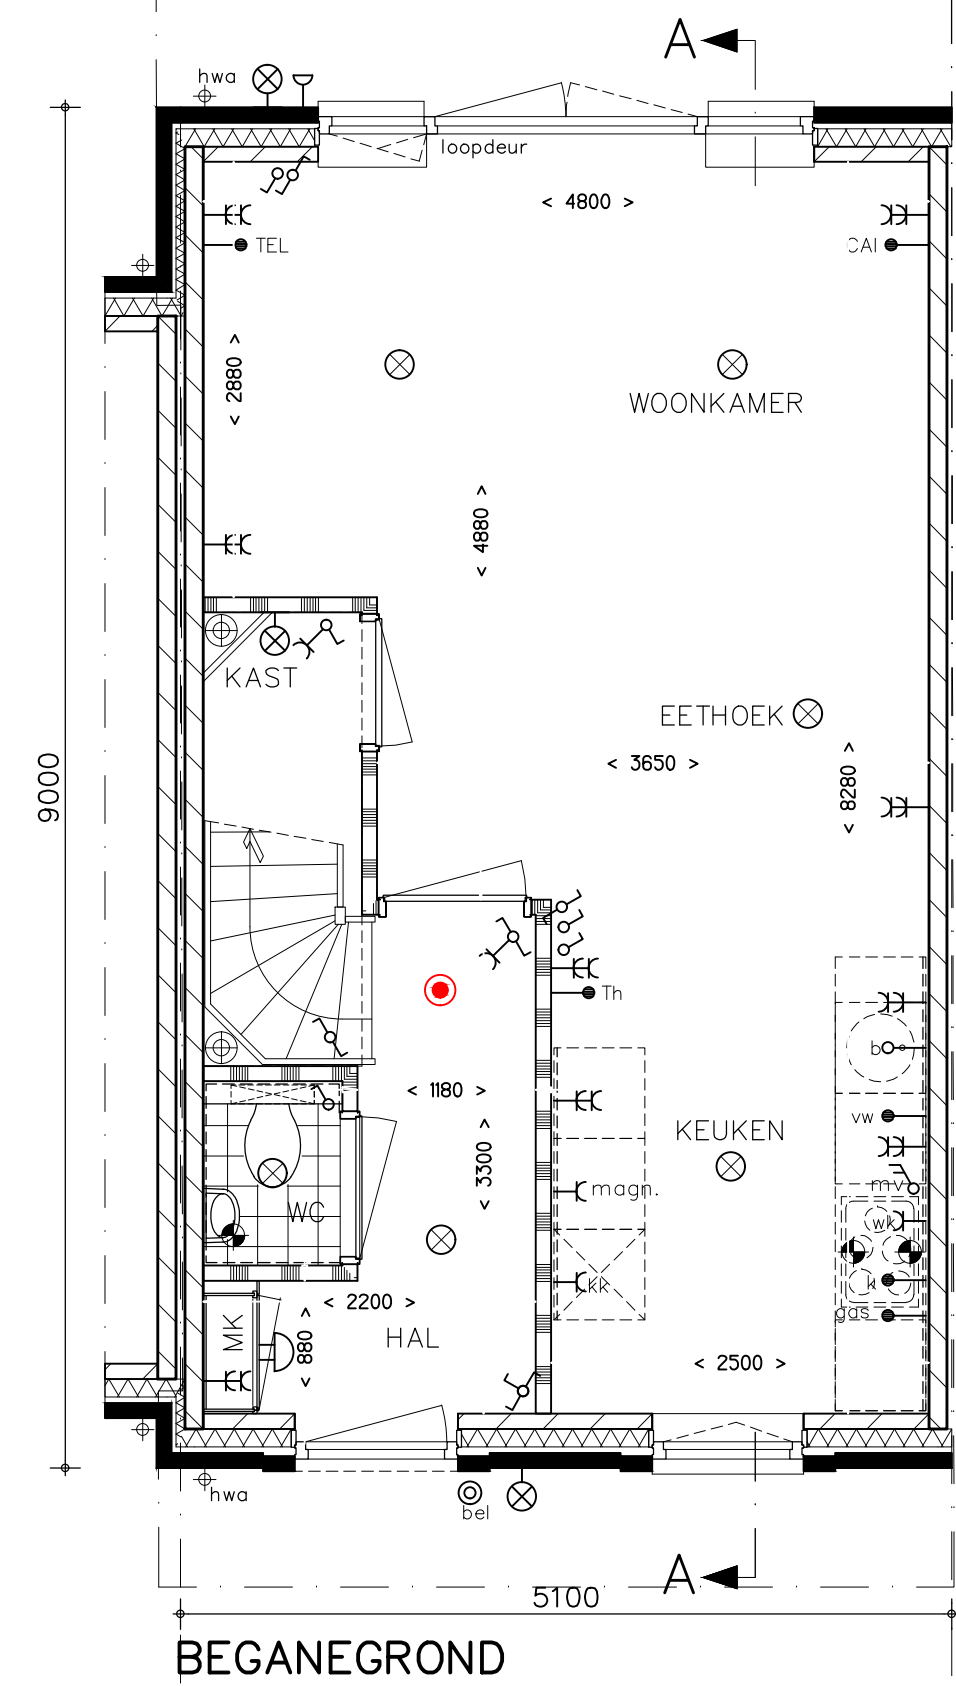 A
hwa
loopdeur
< 4800 >
TEL
CAI
< 2880 >
WOONKAMER
< 4880 >
KAST
EETHOEK
< 3650 >
< 8280 >
9000
Th
b
< 1180 >
vw
KEUKEN
< 3300 >
magn.
mv
WC
wk
kk
k
< 2200 >
gas
MK
< 880 >
HAL
< 2500 >
hwa
bel
A
5100
BEGANEGROND